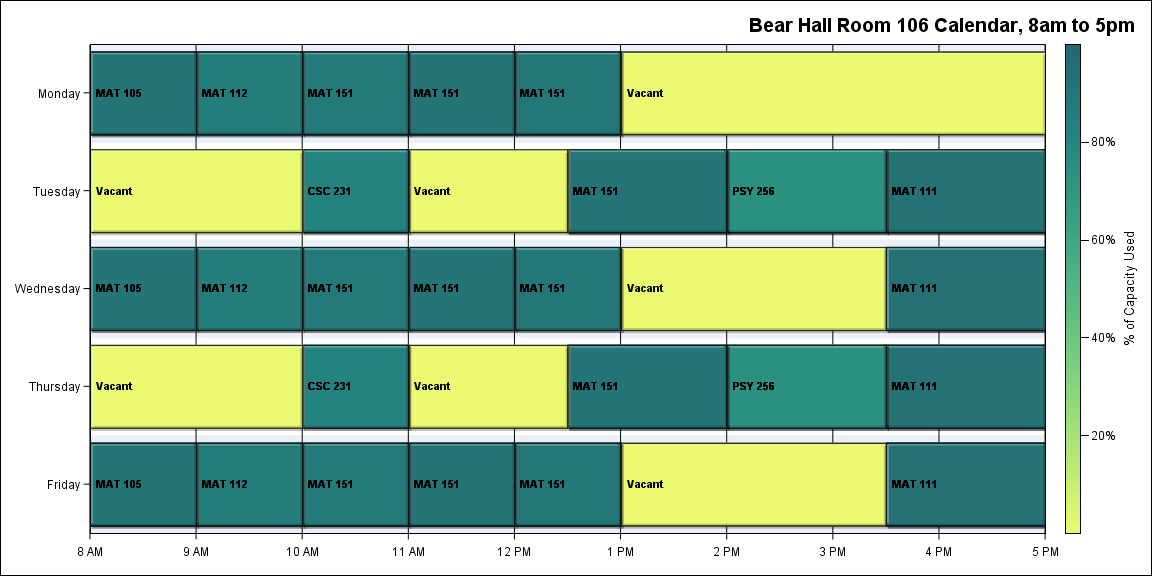 Bear Hall Room 106 Calendar, 8am to 5pm
Monday
MAT 105
MAT 112
MAT 151
MAT 151
MAT 151
Vacant
Tuesday
Vacant
CSC 231
Vacant
MAT 151
PSY 256
MAT 111
Wednesday
MAT 105
MAT 112
MAT 151
MAT 151
MAT 151
Vacant
MAT 111
Thursday
Vacant
CSC 231
Vacant
MAT 151
PSY 256
MAT 111
Friday
MAT 105
MAT 112
MAT 151
MAT 151
MAT 151
Vacant
MAT 111
8 AM
9 AM
10 AM
11 AM
12 PM
1 PM
2 PM
3 PM
4 PM
5 PM
80%
60%
40%
20%
% of Capacity Used